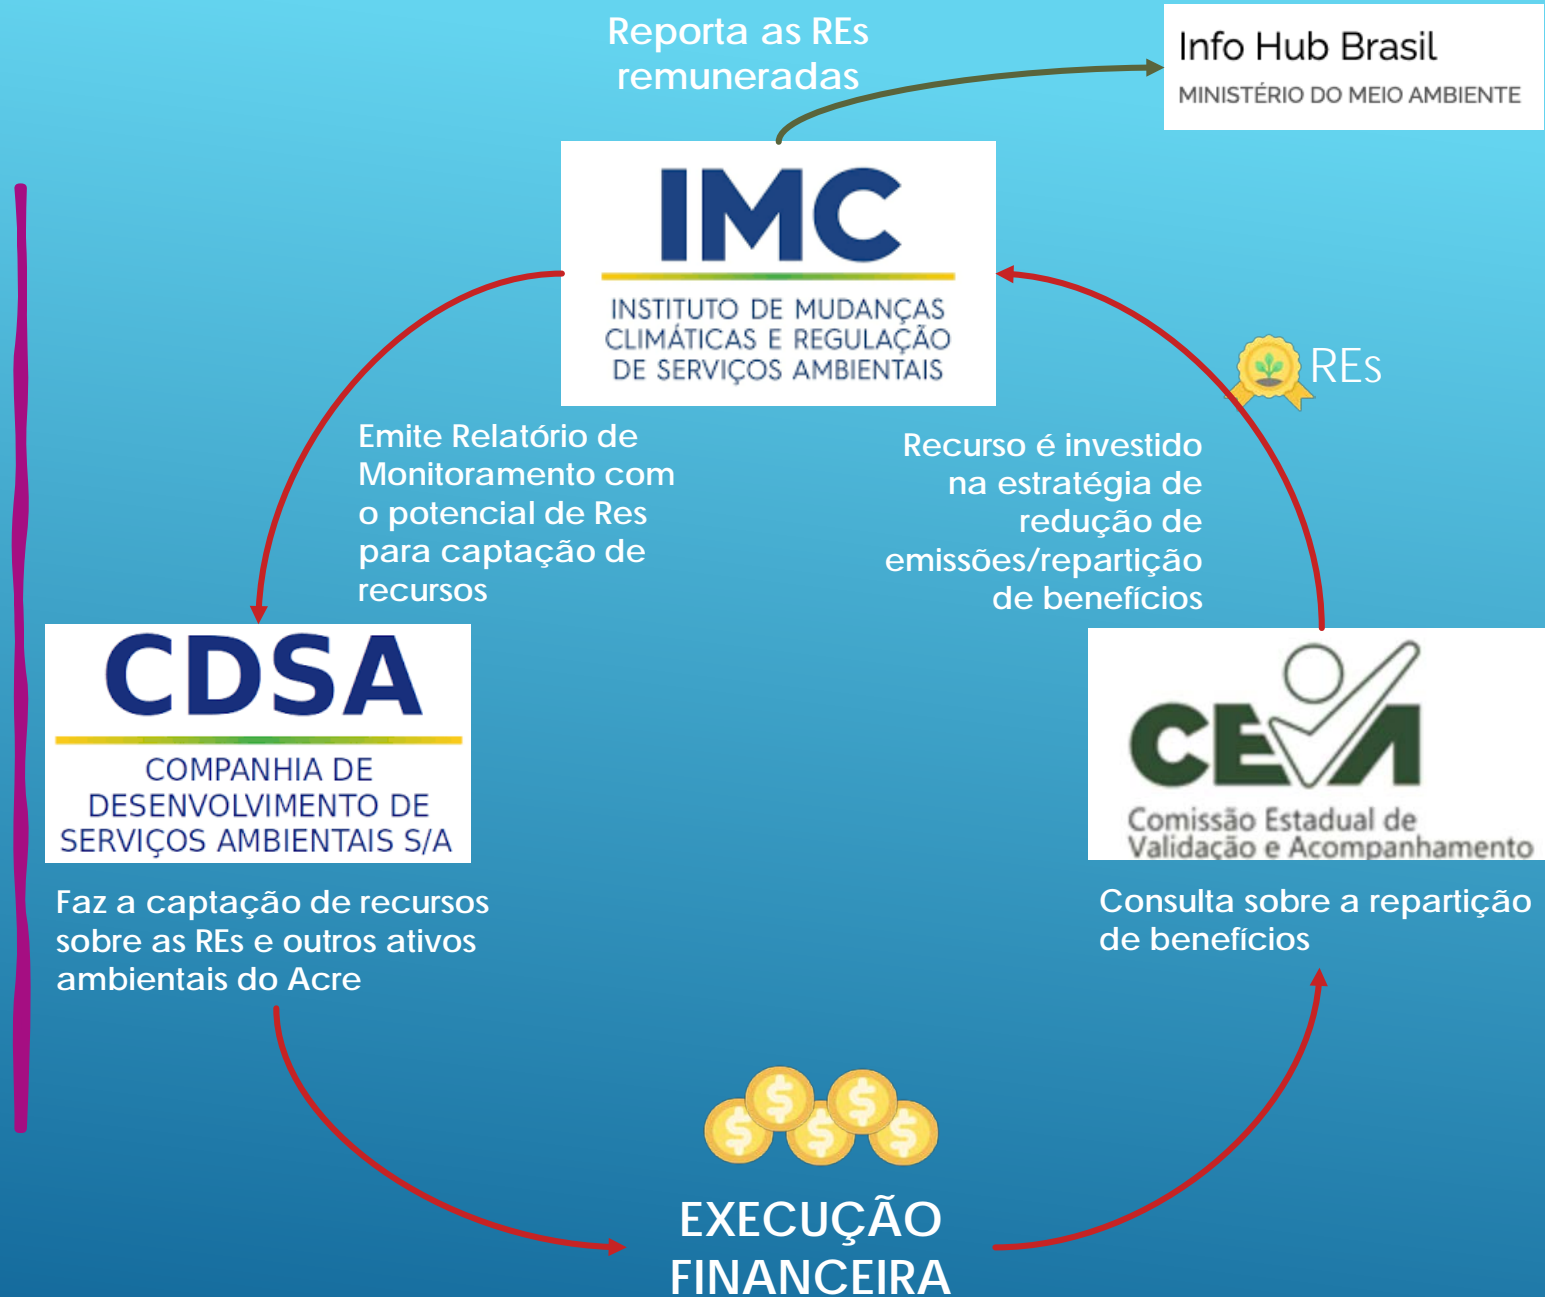 Reporta as REs
remuneradas
Info Hub Brasil
MINISTÉRIO DO MEIO AMBIENTE
IMC
INSTITUTO DE MUDANÇAS
CLIMÁTICAS E REGULAÇÃO
DE SERVIÇOS AMBIENTAIS
REs
Emite Relatório de
Monitoramento com
o potencial de Res
para captação de
recursos
Recurso é investido
na estratégia de
redução de
emissões/repartição
de benefícios
CDSA
COMPANHIA DE
DESENVOLVIMENTO DE
SERVIÇOS AMBIENTAIS S/A
CEVA
Comissão Estadual de
Validação e Acompanhamento
Faz a captação de recursos
sobre as REs e outros ativos
ambientais do Acre
Consulta sobre a repartição
de benefícios
$ $ $ $ $
EXECUÇÃO
FINANCEIRA